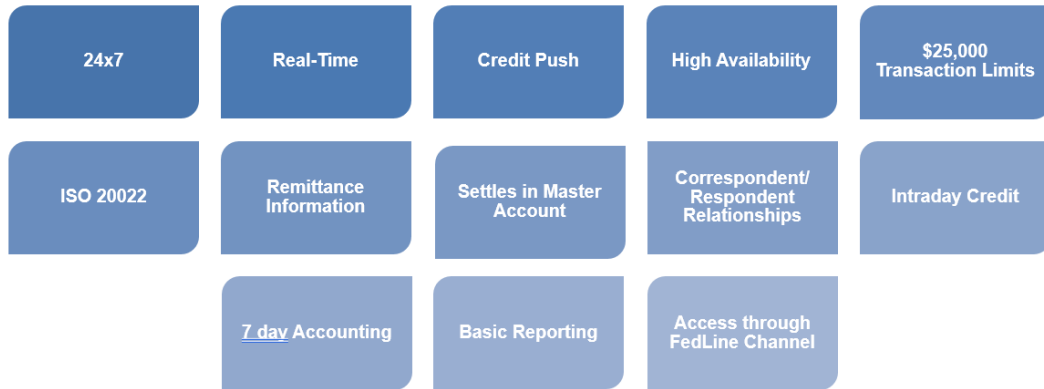 24x7
Real-Time
Credit Push
High Availability
$25,000
Transaction Limits
ISO 20022
Remittance
Information
Settles in Master
Account
Correspondent/
Respondent
Relationships
Intraday Credit
7 day Accounting
Basic Reporting
Access through
FedLine Channel